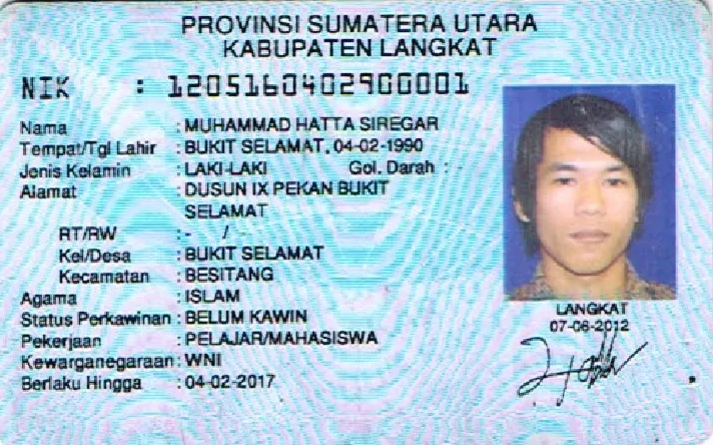 PROVINSI SUMATERA UTARA
KABUPATEN LANGKAT
NIK : 1205160402900001
Nama : MUHAMMAD HATTA SIREGAR
Tempat/Tgl Lahir : BUKIT SELAMAT, 04-02-1990
Jenis Kelamin : LAKI-LAKI Gol. Darah : -
Alamat : DUSUN IX PEKAN BUKIT
SELAMAT
RT/RW : - /
Kel/Desa : BUKIT SELAMAT
Kecamatan : BESITANG
Agama : ISLAM
Status Perkawinan : BELUM KAWIN
Pekerjaan : PELAJAR/MAHASISWA
Kewarganegaraan : WNI
Berlaku Hingga : 04-02-2017
LANGKAT
07-06-2012